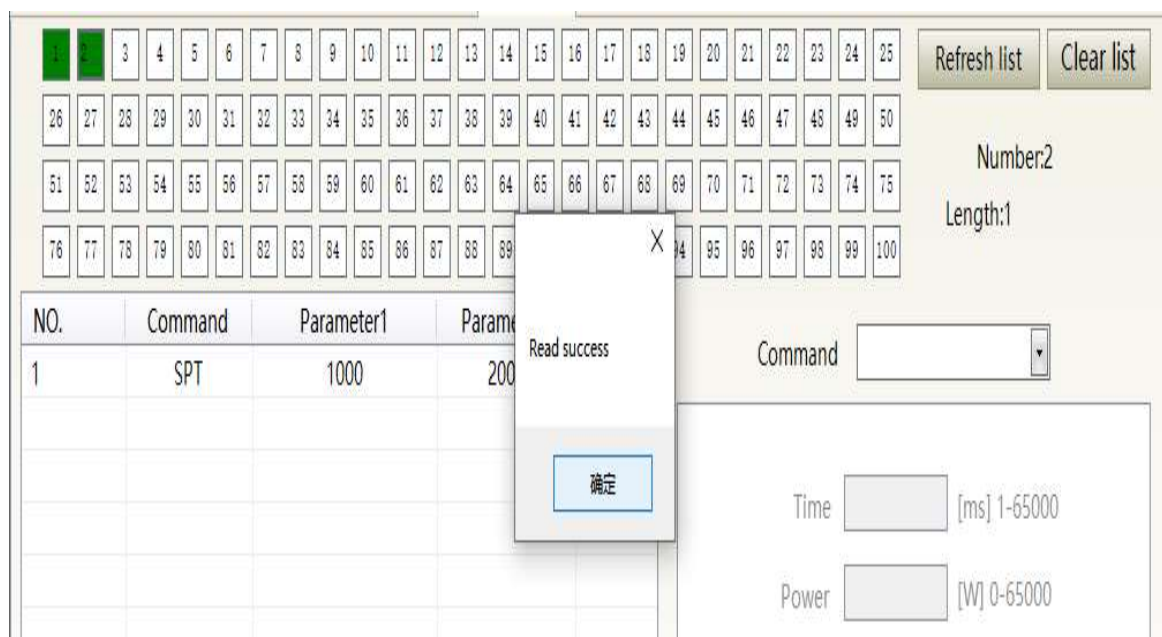 1 2 3 4 5 6 7 8 9 10 11 12 13 14 15 16 17 18 19 20 21 22 23 24 25
Refresh list Clear list
26 27 28 29 30 31 32 33 34 35 36 37 38 39 40 41 42 43 44 45 46 47 48 49 50
Number:2
51 52 53 54 55 56 57 58 59 60 61 62 63 64 65 66 67 68 69 70 71 72 73 74 75
Length:1
76 77 78 79 80 81 82 83 84 85 86 87 88 89 94 95 96 97 98 99 100
X
NO. Command Parameter1 Parame
1 SPT 1000 200
Read success
确定
Command
Time [ms] 1-65000
Power [W] 0-65000